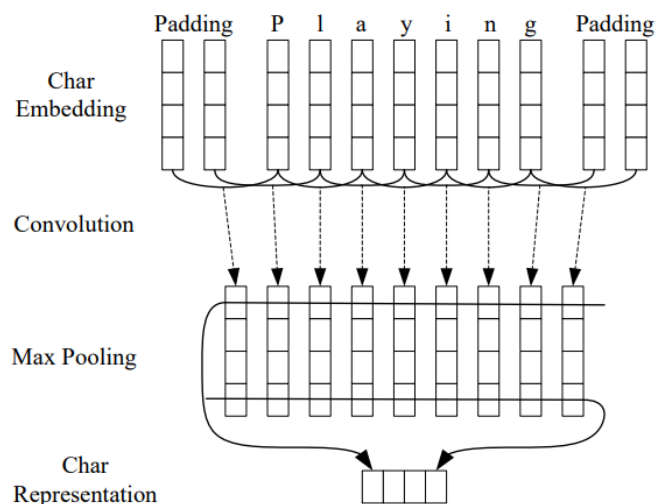 Padding P l a y i n g Padding
Char
Embedding
Convolution
Max Pooling
Char
Representation